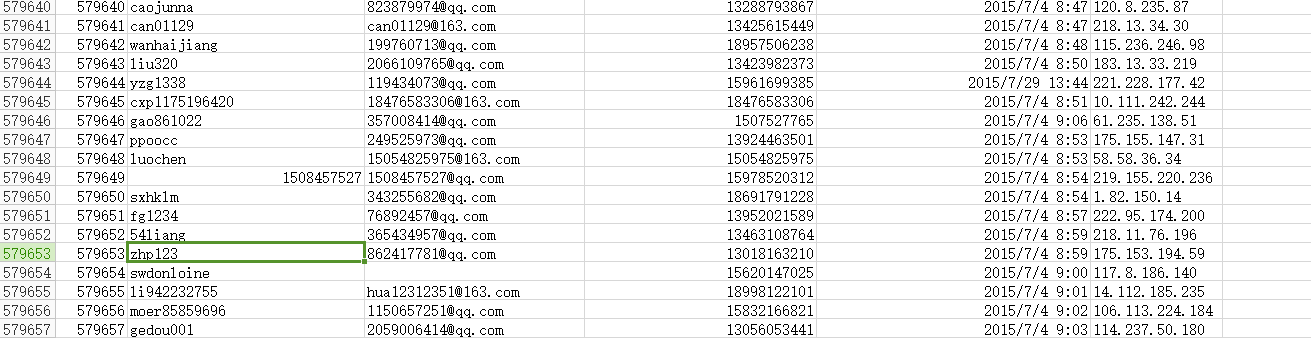 579640 579640 caojunna 823879974@qq.com 13288793867 2015/7/4 8:47 120.8.235.87
579641 579641 can01129 can01129@163.com 13425615449 2015/7/4 8:47 218.13.34.30
579642 579642 wanhaijiang 199760713@qq.com 18957506238 2015/7/4 8:48 115.236.246.98
579643 579643 liu320 2066109765@qq.com 13423982373 2015/7/4 8:50 183.13.33.219
579644 579644 yzg1338 119434073@qq.com 15961699385 2015/7/29 13:44 221.228.177.42
579645 579645 cxp1175196420 18476583306@163.com 18476583306 2015/7/4 8:51 10.111.242.244
579646 579646 gao861022 357008414@qq.com 1507527765 2015/7/4 9:06 61.235.138.51
579647 579647 ppoocc 249525973@qq.com 13924463501 2015/7/4 8:53 175.155.147.31
579648 579648 luochen 15054825975@163.com 15054825975 2015/7/4 8:53 58.58.36.34
579649 579649 1508457527 1508457527@qq.com 15978520312 2015/7/4 8:54 219.155.220.236
579650 579650 sxhklm 343255682@qq.com 18691791228 2015/7/4 8:54 1.82.150.14
579651 579651 fg1234 76892457@qq.com 13952021589 2015/7/4 8:57 222.95.174.200
579652 579652 54liang 365434957@qq.com 13463108764 2015/7/4 8:59 218.11.76.196
579653 579653 zhp123 862417781@qq.com 13018163210 2015/7/4 8:59 175.153.194.59
579654 579654 swdonloine 15620147025 2015/7/4 9:00 117.8.186.140
579655 579655 li942232755 hua12312351@163.com 18998122101 2015/7/4 9:01 14.112.185.235
579656 579656 moer85859696 1150657251@qq.com 15832166821 2015/7/4 9:02 106.113.224.184
579657 579657 gedou001 2059006414@qq.com 13056053441 2015/7/4 9:03 114.237.50.180